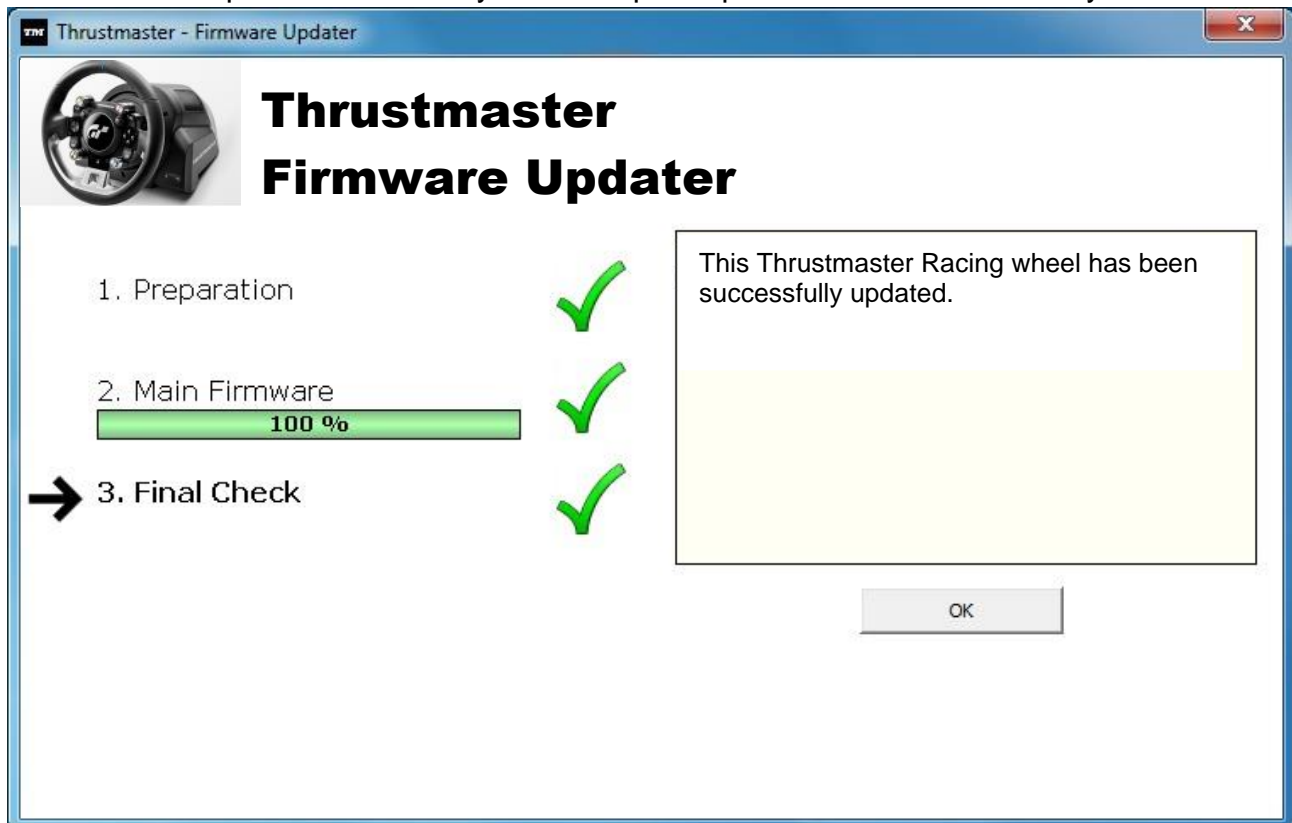 TM Thrustmaster - Firmware Updater
Thrustmaster
Firmware Updater
1. Preparation
2. Main Firmware
100 %
3. Final Check
This Thrustmaster Racing wheel has been
successfully updated.
OK